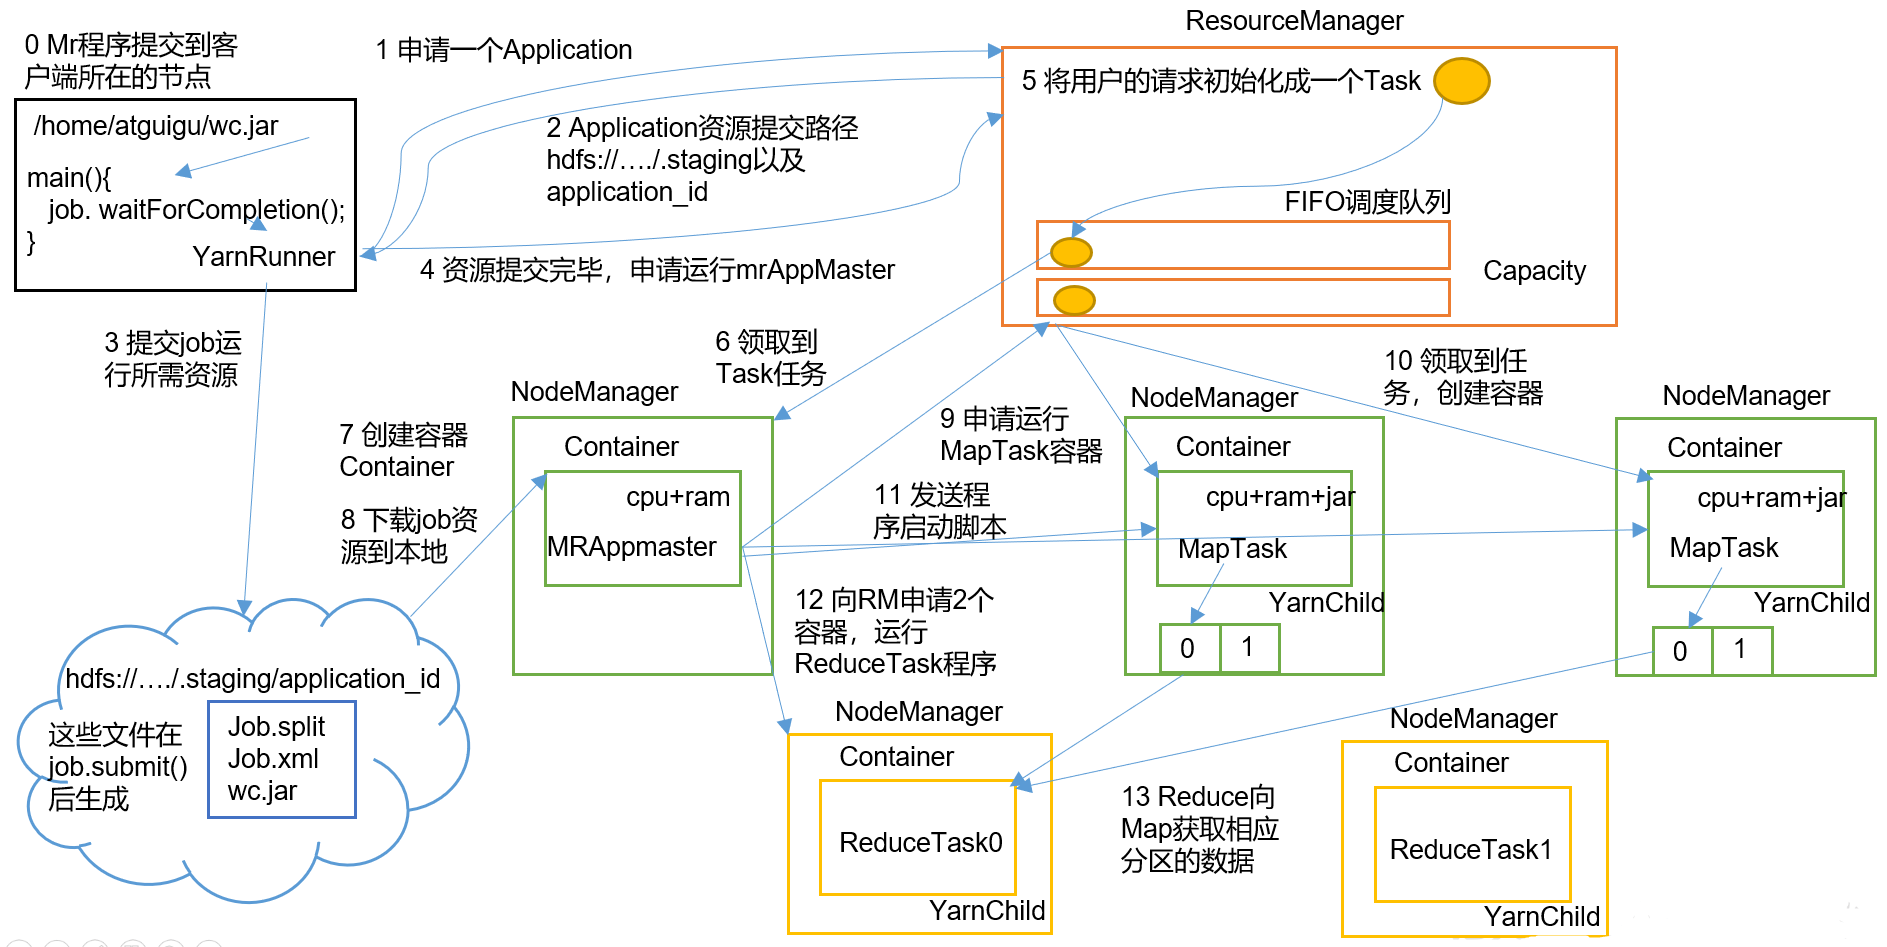 0 Mr程序提交到客
户端所在的节点
/home/atguigu/wc.jar
main(){
job. waitForCompletion();
}
YarnRunner
1 申请一个Application
2 Application资源提交路径
hdfs://…./.staging以及
application_id
4 资源提交完毕，申请运行mrAppMaster
ResourceManager
5 将用户的请求初始化成一个Task
FIFO调度队列
Capacity
3 提交job运
行所需资源
6 领取到
Task任务
7 创建容器
Container
8 下载job资
源到本地
NodeManager
Container
cpu+ram
MRAppmaster
9 申请运行
MapTask容器
11 发送程
序启动脚本
10 领取到任
务，创建容器
NodeManager
Container
cpu+ram+jar
MapTask
YarnChild
0
1
NodeManager
Container
cpu+ram+jar
MapTask
YarnChild
0
1
12 向RM申请2个
容器，运行
ReduceTask程序
hdfs://…./.staging/application_id
这些文件在
job.submit()
后生成
Job.split
Job.xml
wc.jar
NodeManager
Container
ReduceTask0
YarnChild
13 Reduce向
Map获取相应
分区的数据
NodeManager
Container
ReduceTask1
YarnChild